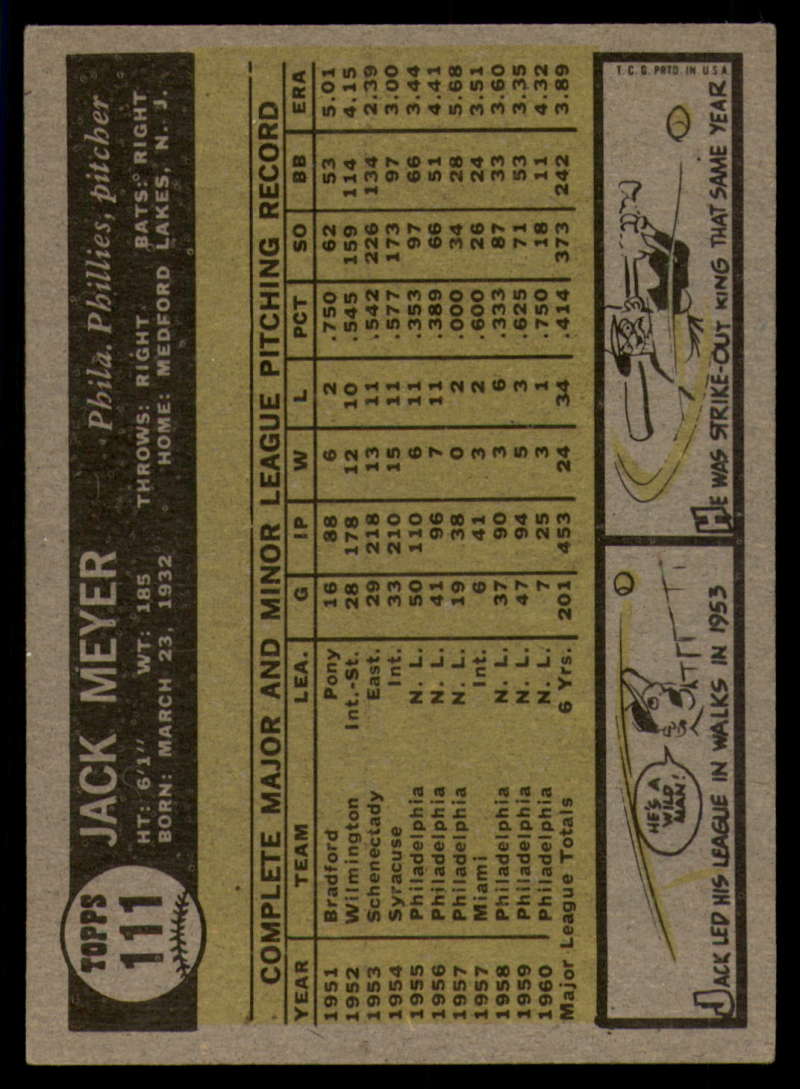 TOPPS
111
JACK MEYER Phila. Phillies, pitcher
HT: 6'1" WT: 185 THROWS: RIGHT BATS: RIGHT
BORN: MARCH 23, 1932 HOME: MEDFORD LAKES, N. J.
COMPLETE MAJOR AND MINOR LEAGUE PITCHING RECORD
YEAR TEAM LEA. G IP W L PCT SO BB ERA
1951 Bradford Pony 16 88 6 2 .750 62 53 5.01
1952 Wilmington Int.-St. 28 178 12 10 .545 159 114 4.15
1953 Schenectady East. 29 218 13 11 .542 226 134 2.39
1954 Syracuse Int. 33 210 15 11 .577 173 97 3.00
1955 Philadelphia N. L. 50 110 6 11 .353 97 66 3.44
1956 Philadelphia N. L. 41 96 7 11 .389 66 51 4.41
1957 Philadelphia N. L. 19 38 0 2 .000 34 28 5.68
1957 Miami Int. 6 41 3 2 .600 26 24 3.51
1958 Philadelphia N. L. 37 90 3 6 .333 87 33 3.60
1959 Philadelphia N. L. 47 94 5 3 .625 71 53 3.35
1960 Philadelphia N. L. 7 25 3 1 .750 18 11 4.32
Major League Totals 6 Yrs. 201 453 24 34 .414 373 242 3.89
HE'S A
WILD
MAN!
JACK LED HIS LEAGUE IN WALKS IN 1953
T. C. G. PRTD. IN U.S.A.
HE WAS STRIKE-OUT KING THAT SAME YEAR